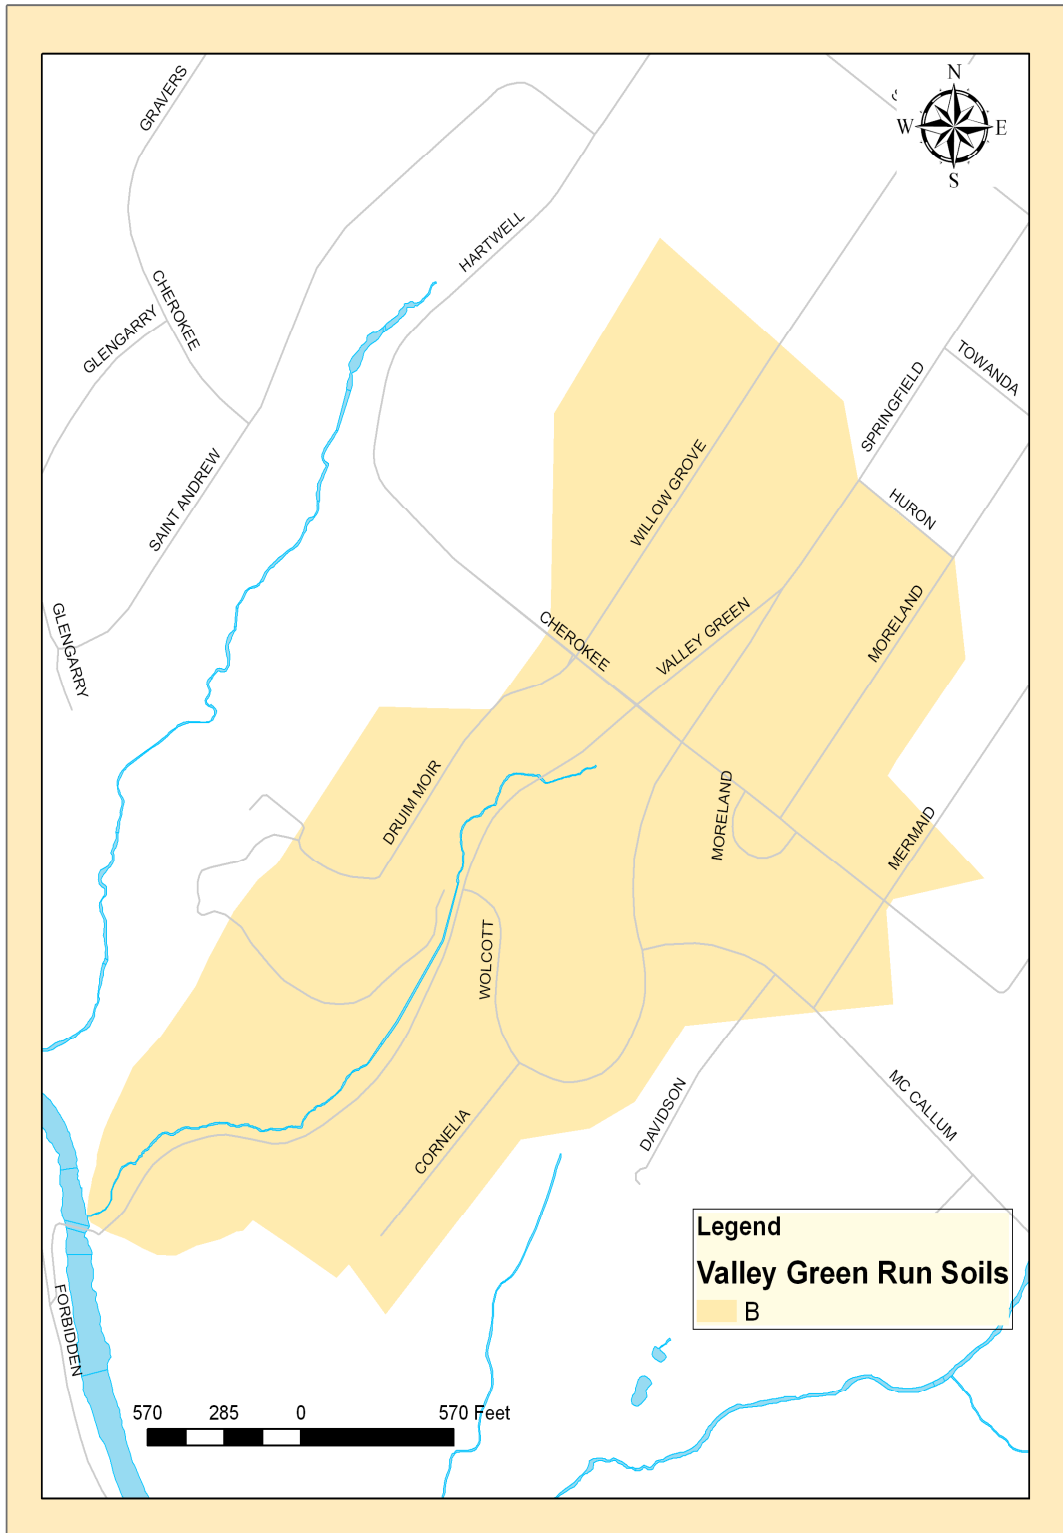 N
W
E
S
GRAVERS
HARTWELL
CHEROKEE
GLENGARRY
TOWANDA
SPRINGFIELD
WILLOW GROVE
SAINT ANDREW
HURON
GLENGARRY
CHEROKEE
VALLEY GREEN
MORELAND
DRUIM MOIR
MORELAND
MERMAID
WOLCOTT
CORNELIA
DAVIDSON
MC CALLUM
FORBIDDEN
Legend
Valley Green Run Soils
B
570 285 0 570 Feet